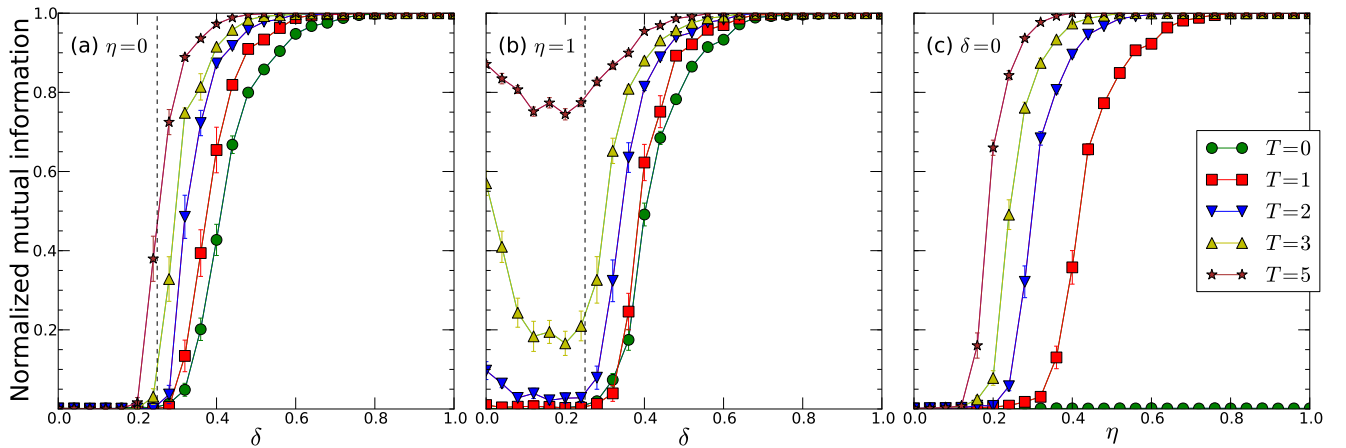 Normalized mutual information
1.0
0.8
0.6
0.4
0.2
(a) η=0
0.0 0.2 0.4 0.6 0.8 1.0
δ
(b) η=1
0.0 0.2 0.4 0.6 0.8 1.0
δ
(c) δ=0
T=0
T=1
T=2
T=3
T=5
0.0 0.2 0.4 0.6 0.8 1.0
η